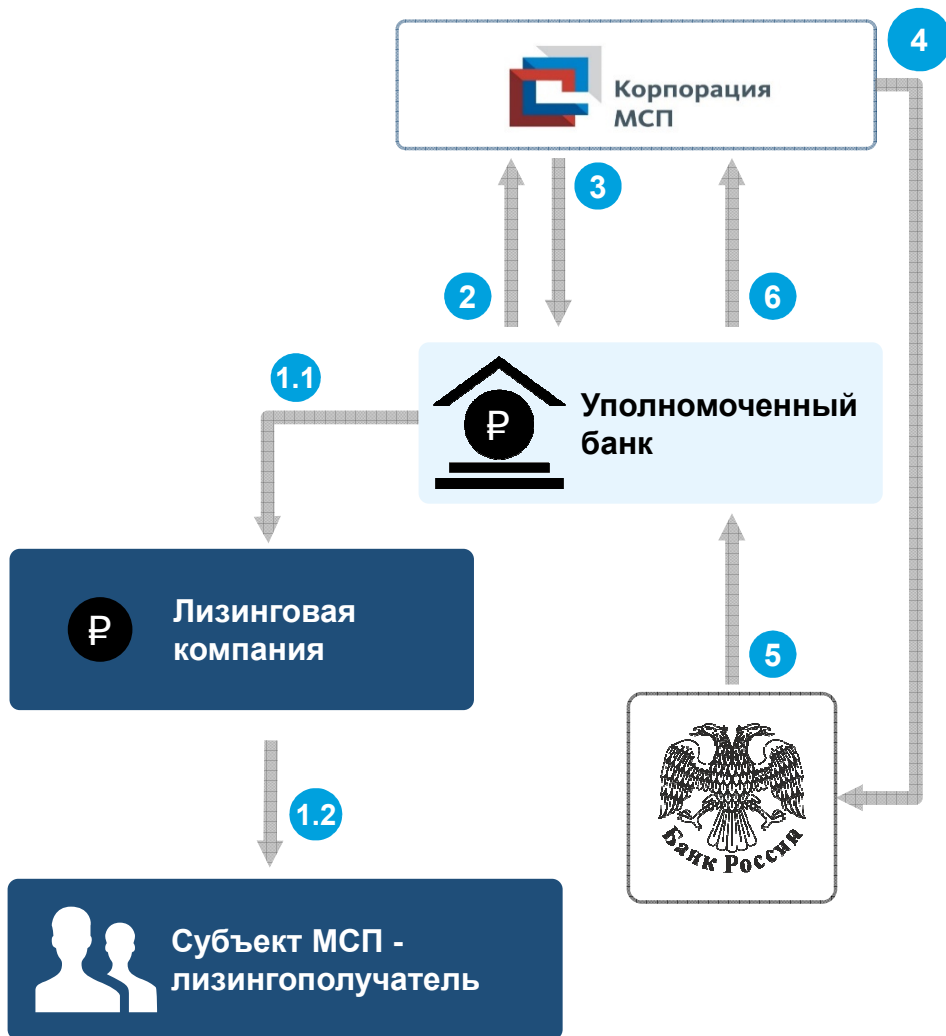 4
Корпорация
МСП
3
2
6
1.1
₽
Уполномоченный
банк
₽
Лизинговая
компания
5
1.2
Банк России
Субъект МСП -
лизингополучатель